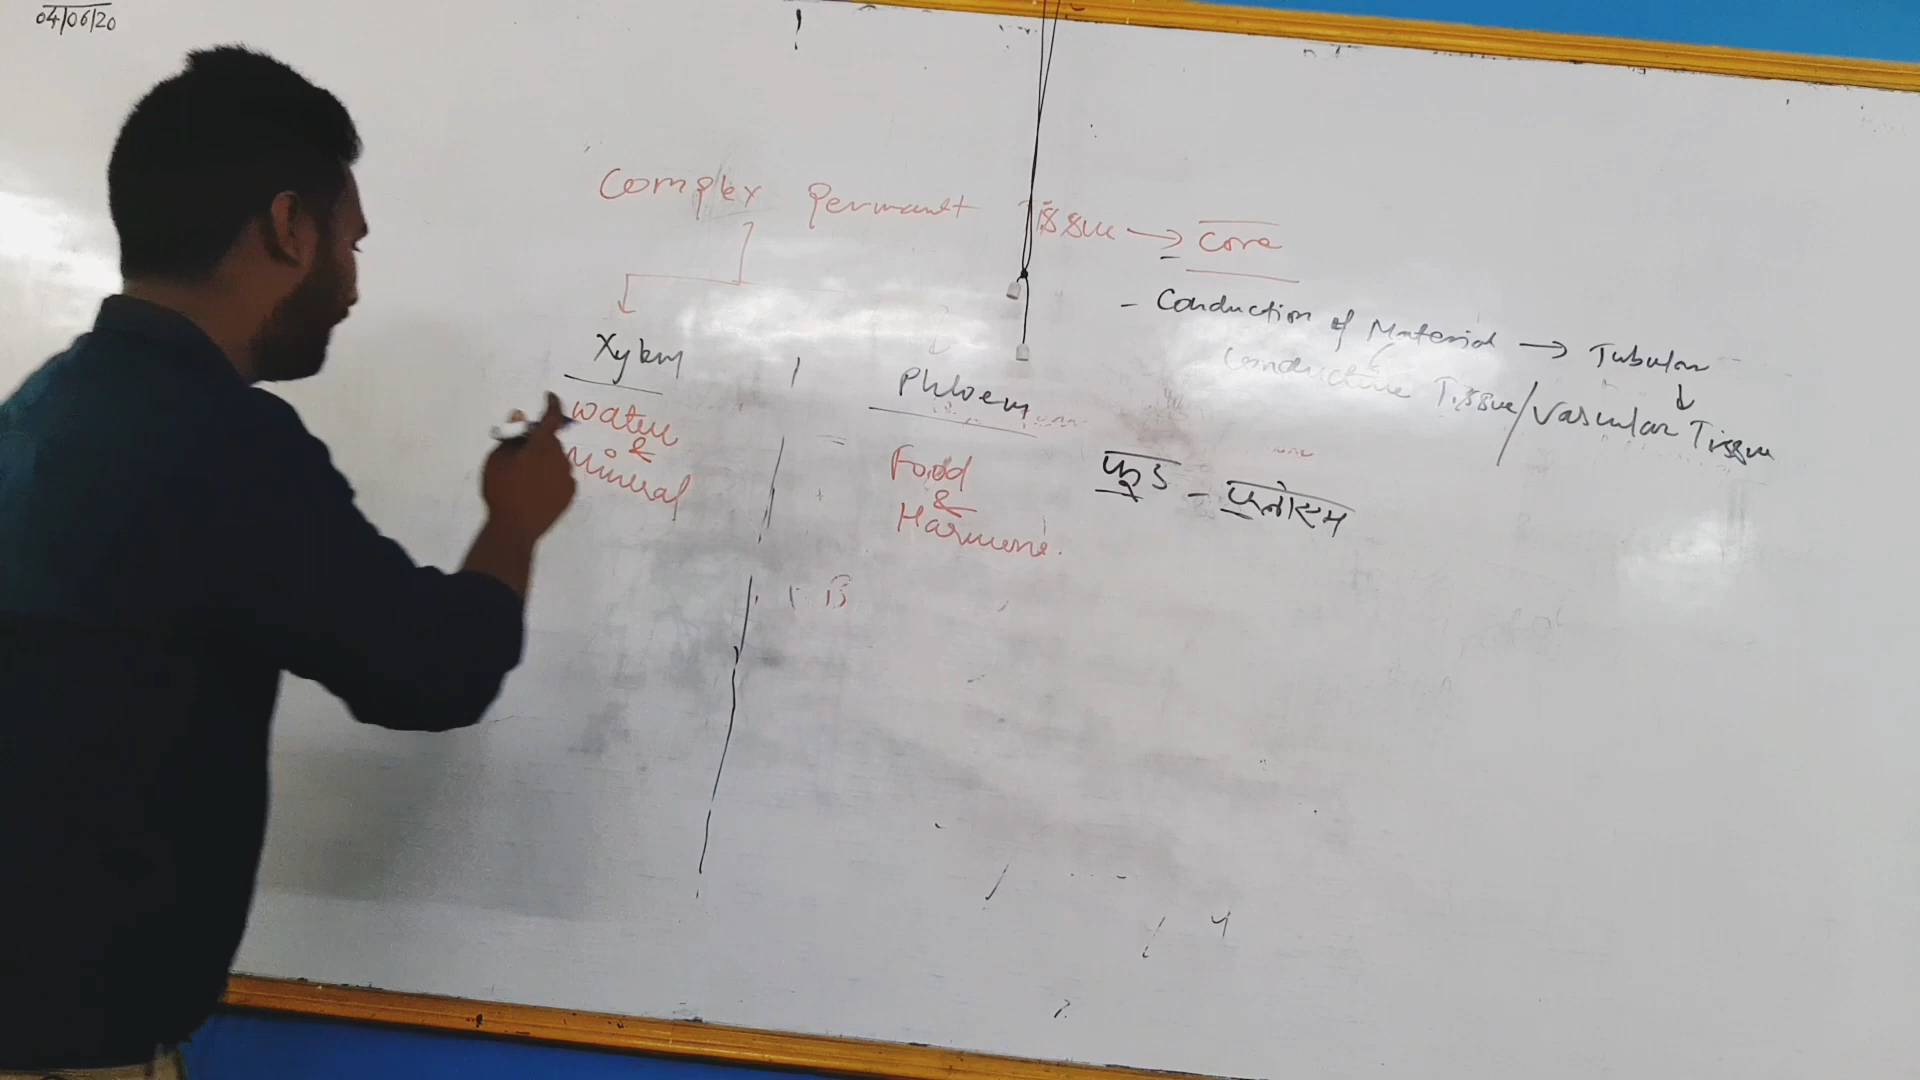 04/06/20
Complex Permanet Tissue → Core
- Conduction of Material → Tubular
Conductive Tissue/Vascular Tissue
Xylem
Phloem
water
&
Mineral
Food
&
Harmone.
फूड - फ्लोएम
B